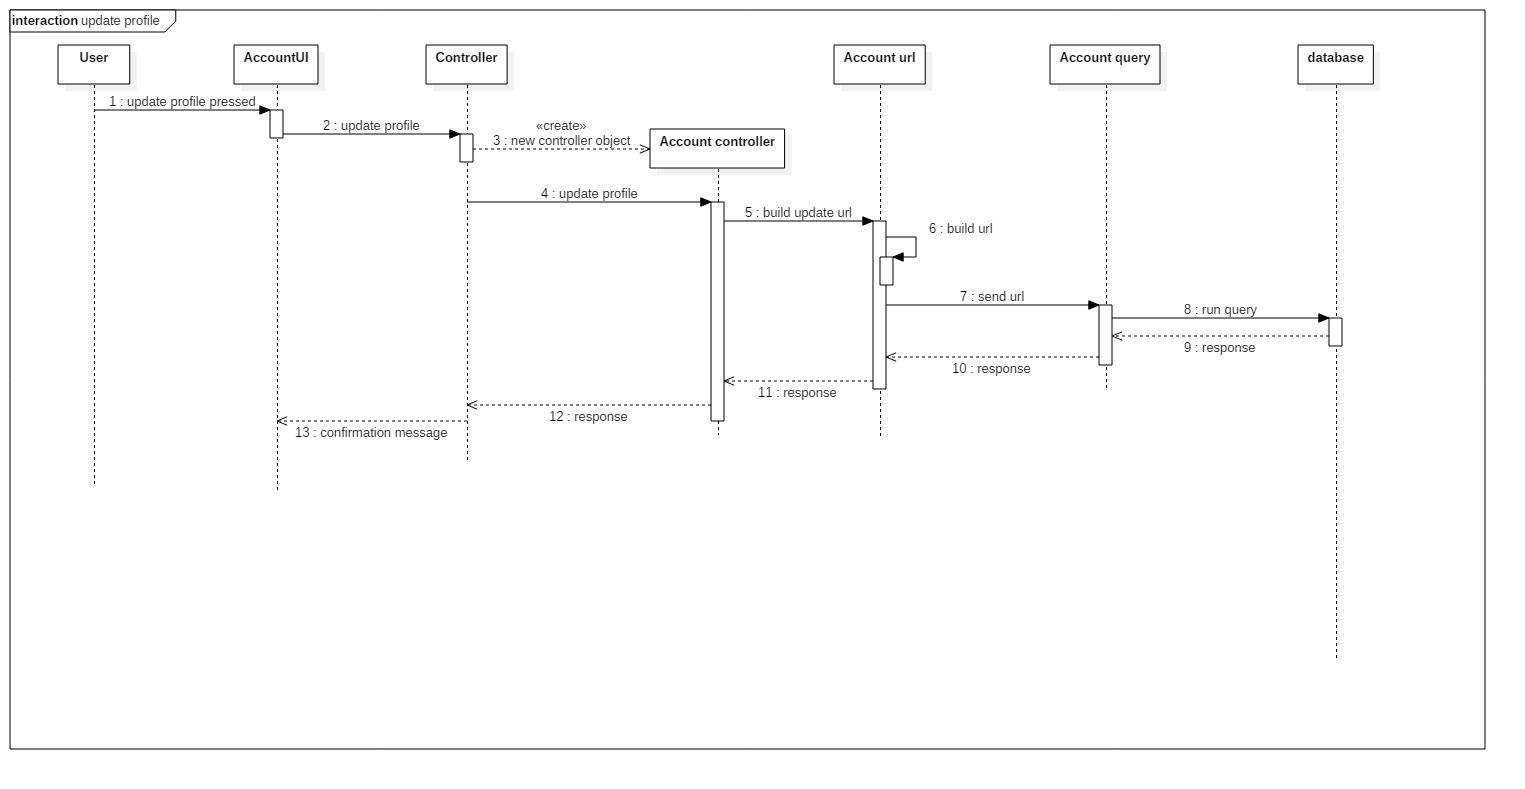 interaction update profile
User
AccountUI
Controller
Account url
Account query
database
1 : update profile pressed
2 : update profile
«create»
3 : new controller object
Account controller
4 : update profile
5 : build update url
6 : build url
7 : send url
8 : run query
9 : response
10 : response
11 : response
12 : response
13 : confirmation message